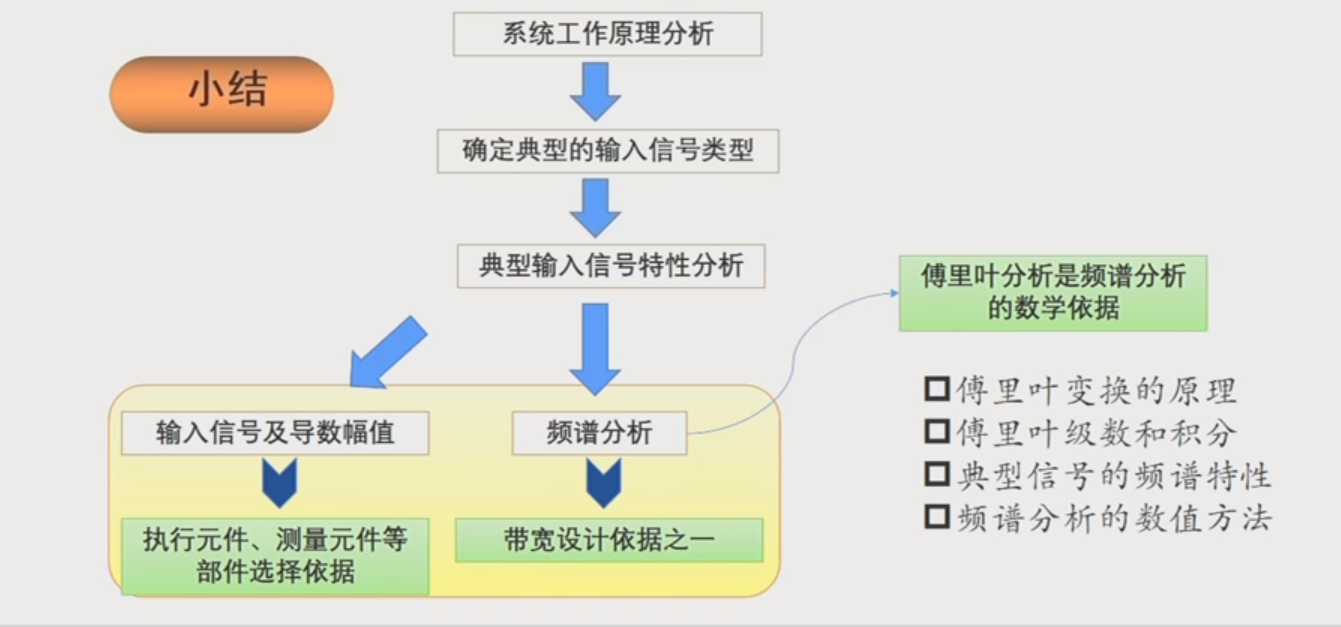 小结
系统工作原理分析
确定典型的输入信号类型
典型输入信号特性分析
输入信号及导数幅值
频谱分析
执行元件、测量元件等
部件选择依据
带宽设计依据之一
傅里叶分析是频谱分析
的数学依据
傅里叶变换的原理
傅里叶级数和积分
典型信号的频谱特性
频谱分析的数值方法